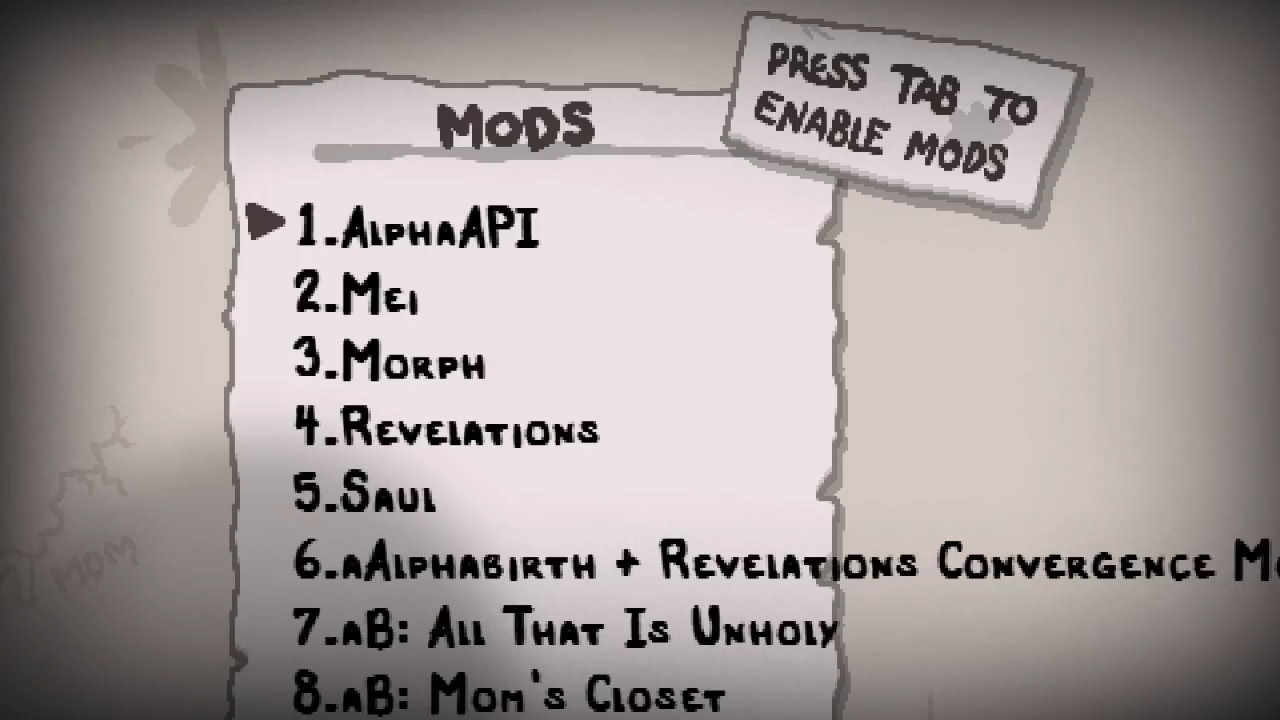 PRESS TAB TO
ENABLE MODS
MODS
1.AlphaAPI
2.Mei
3.Morph
4.Revelations
5.Saul
6.aAlphabirth + Revelations Convergence M
7.aB: All That Is Unholy
8.aB: Mom's Closet
MOM